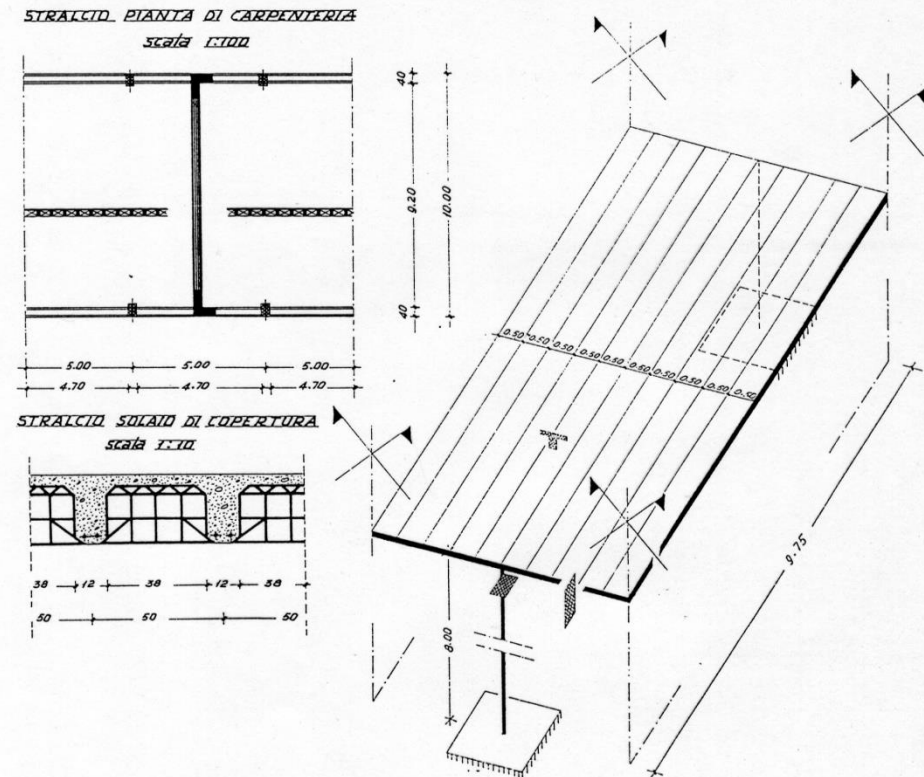 STRALCIO PIANTA DI CARPENTERIA
scala 1:100
40
9.20
10.00
40
5.00 5.00 5.00
4.70 4.70 4.70
STRALCIO SOLAIO DI COPERTURA
scala 1:10
38 12 38 12 38
50 50 50
0.50 0.50 0.50 0.50 0.50 0.50 0.50 0.50 0.50 0.50
8.00
9.75